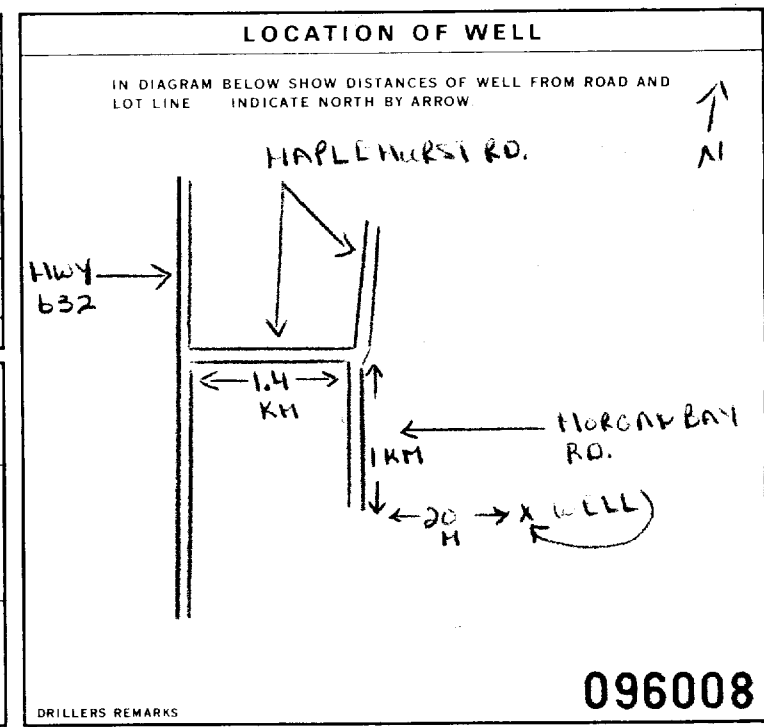 LOCATION OF WELL
IN DIAGRAM BELOW SHOW DISTANCES OF WELL FROM ROAD AND
LOT LINE INDICATE NORTH BY ARROW.
N
MAPLEHURST RD.
HWY
632
1.4
KM
MORGAN BAY
RD.
1KM
20
M
X WELL
096008
DRILLERS REMARKS